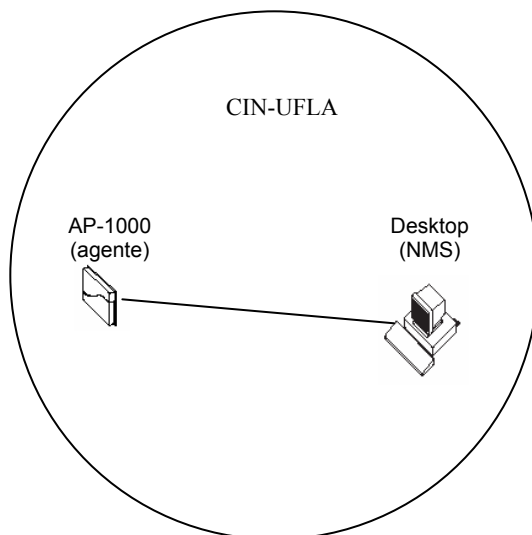 CIN-UFLA
AP-1000
(agente)
Desktop
(NMS)